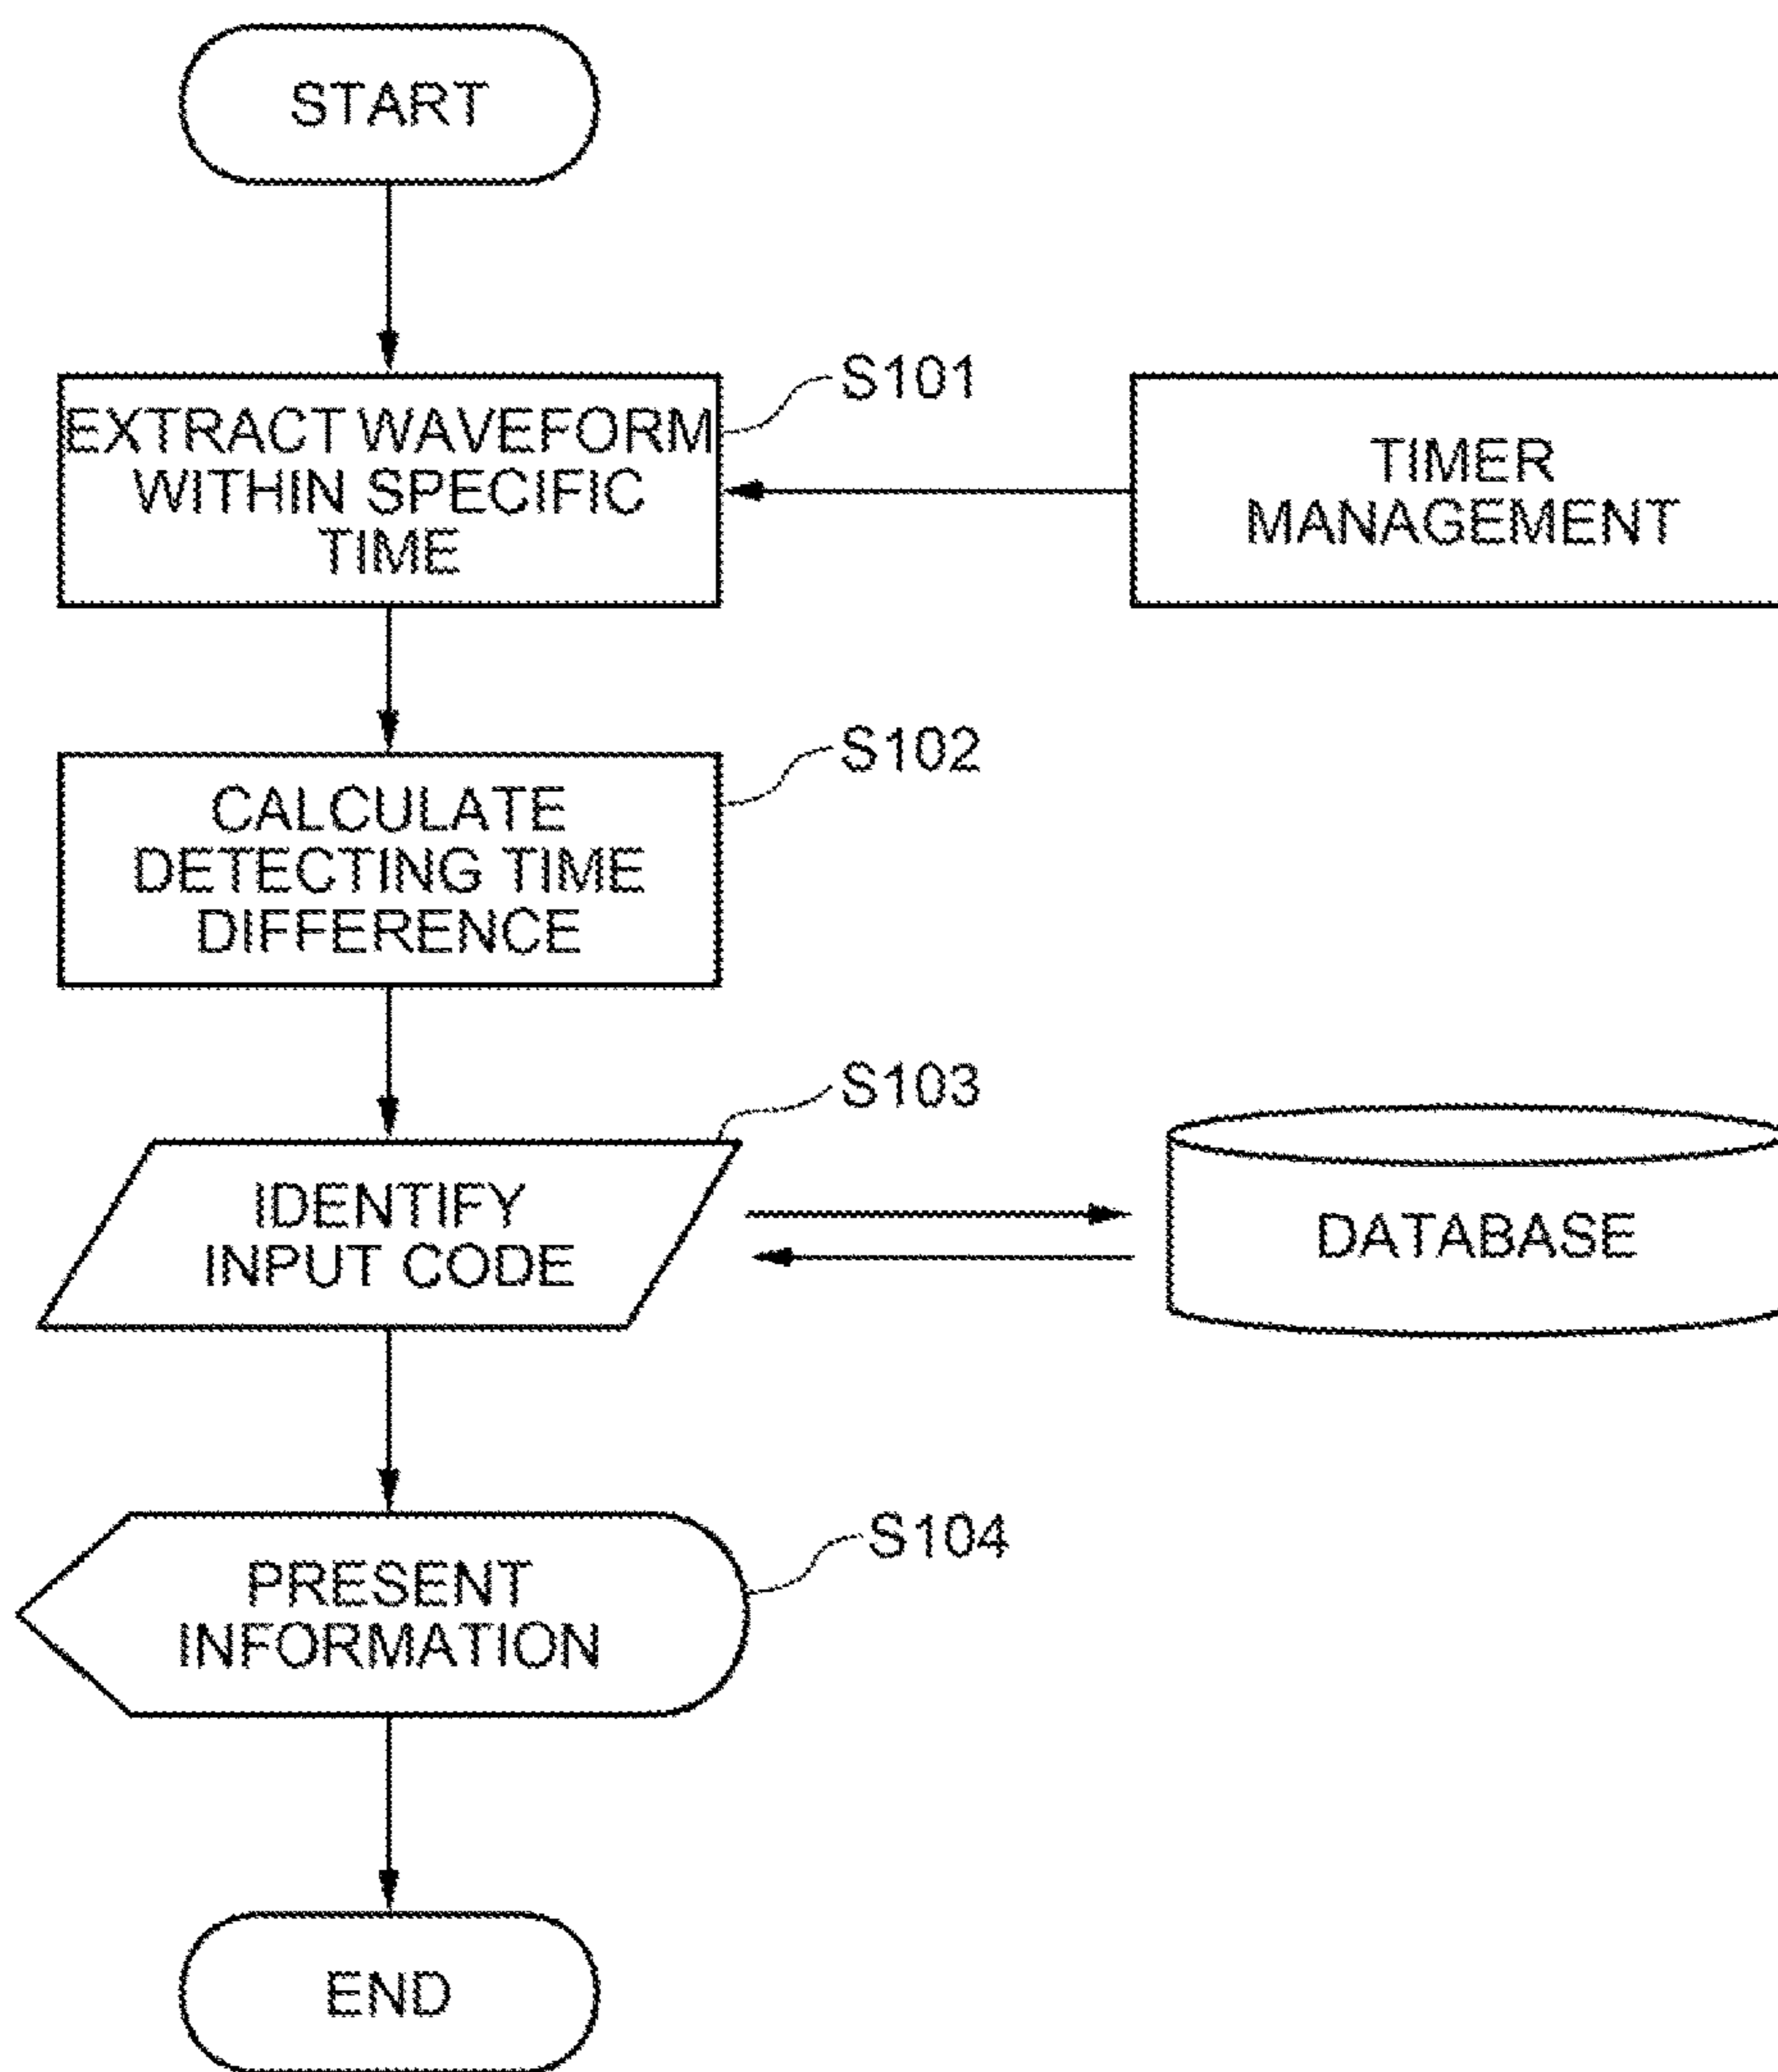 START
S101
EXTRACT WAVEFORM
WITHIN SPECIFIC
TIME
TIMER
MANAGEMENT
S102
CALCULATE
DETECTING TIME
DIFFERENCE
S103
IDENTIFY
INPUT CODE
DATABASE
S104
PRESENT
INFORMATION
END